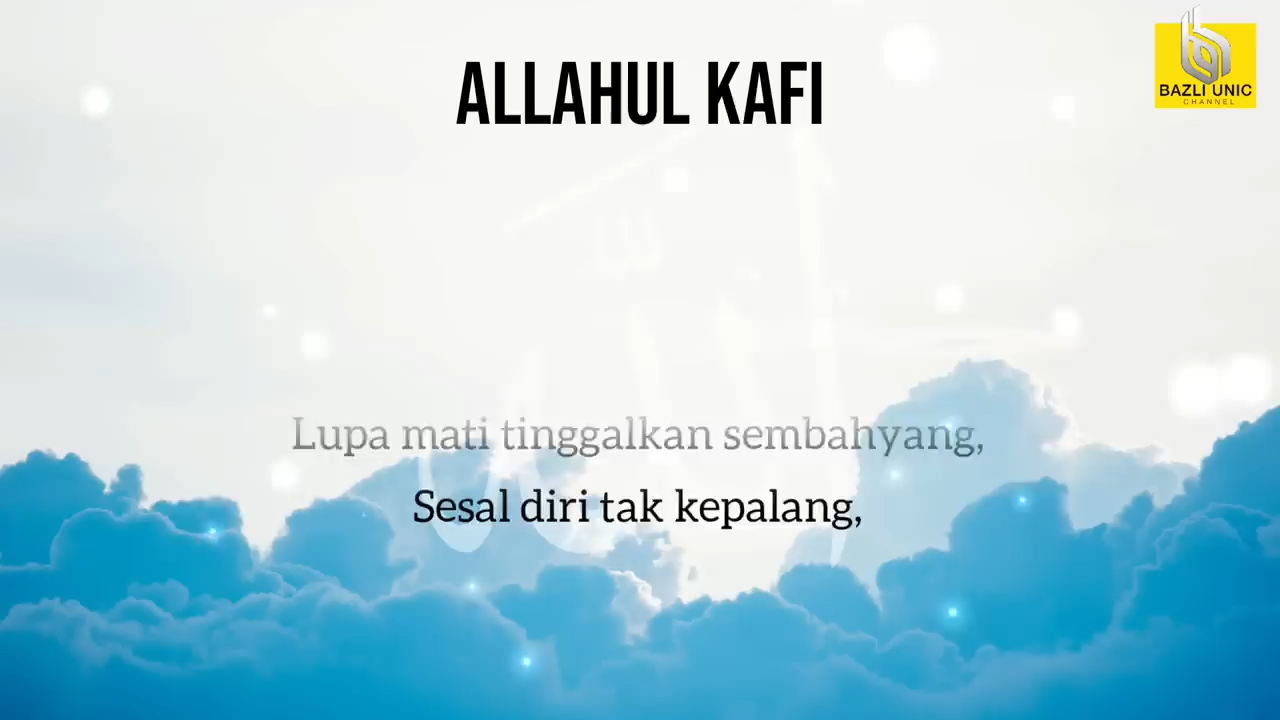 ALLAHUL KAFI
BAZLI UNIC
CHANNEL
Lupa mati tinggalkan sembahyang,
Sesal diri tak kepalang,